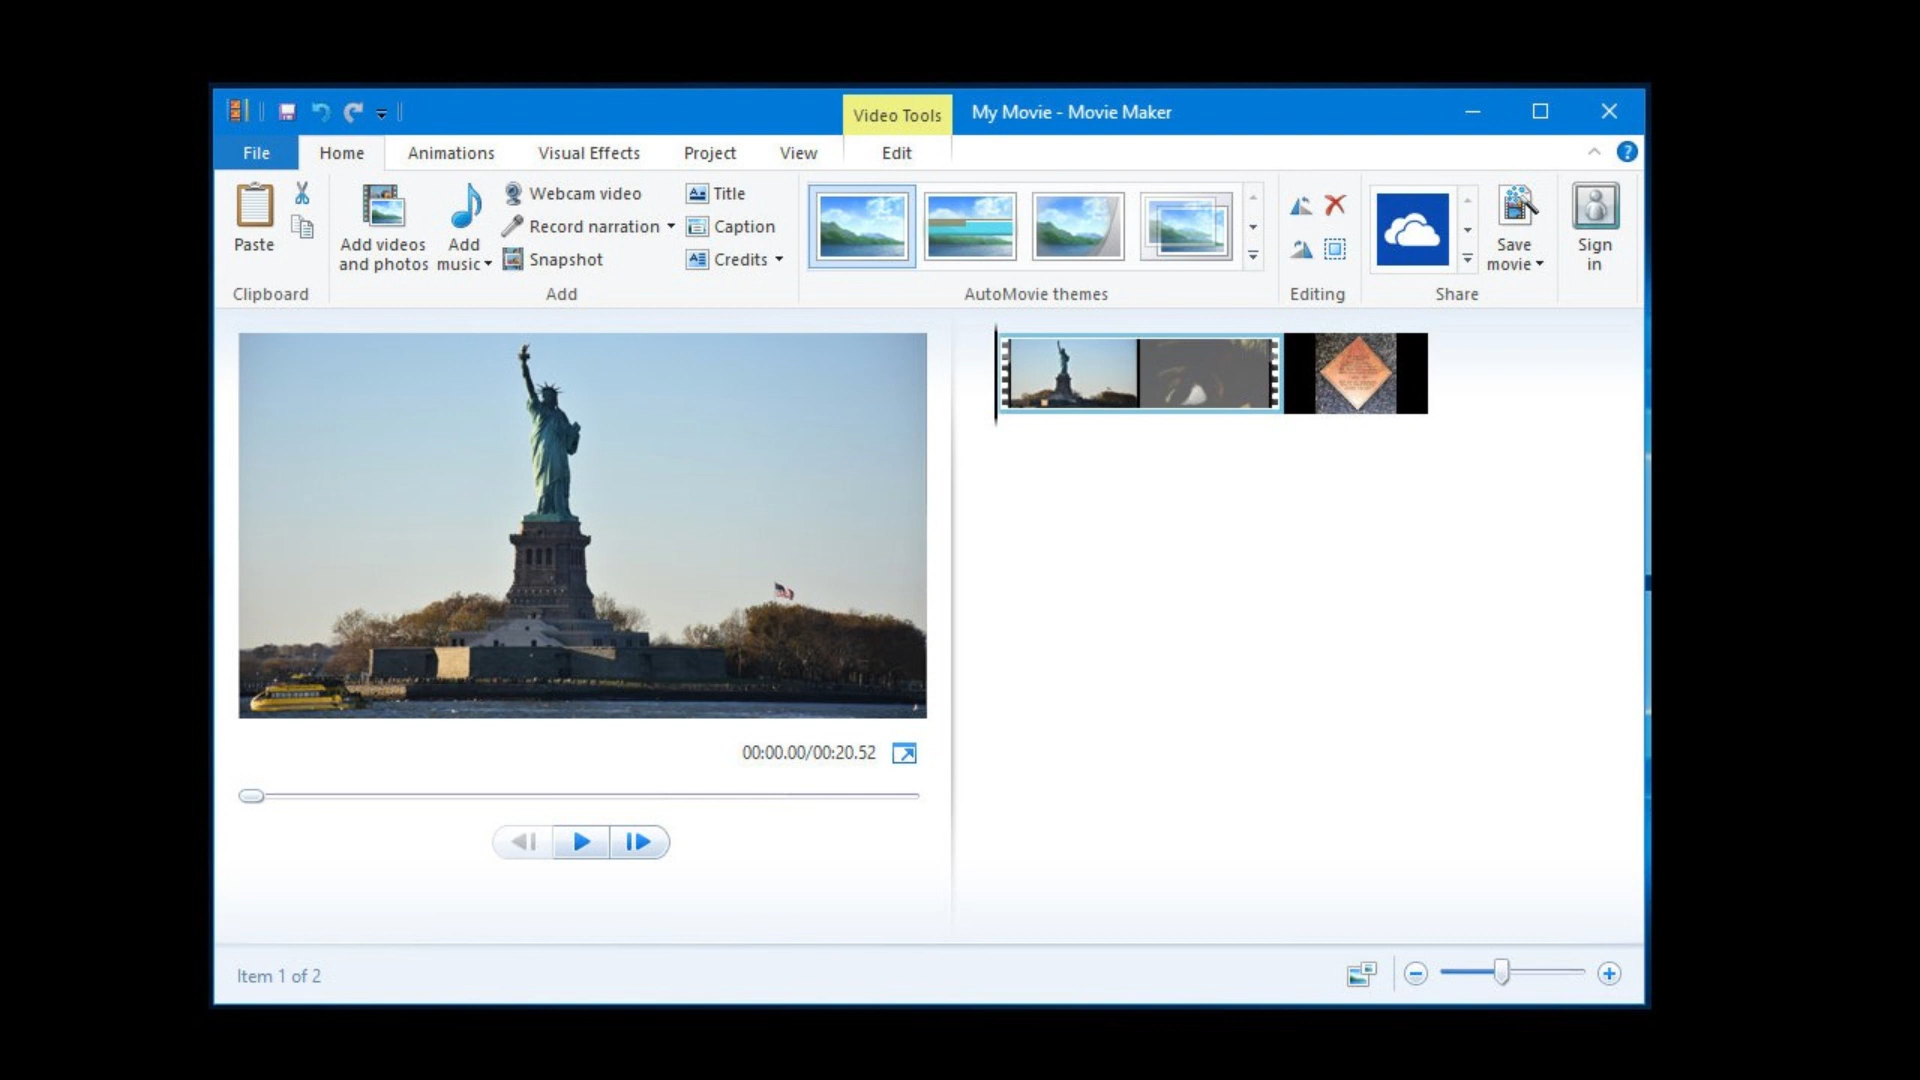 Video Tools
My Movie - Movie Maker
File
Home
Animations
Visual Effects
Project
View
Edit
Paste
Add videos
and photos
Add
music
Webcam video
Record narration
Snapshot
Title
Caption
Credits
Save
movie
Sign
in
Clipboard
Add
AutoMovie themes
Editing
Share
00:00.00/00:20.52
Item 1 of 2